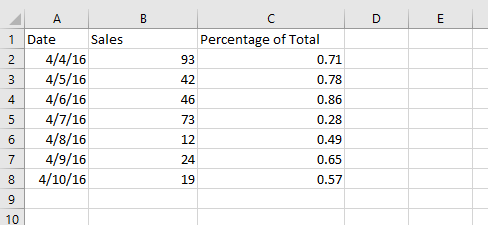 A B C D E
1 Date Sales Percentage of Total
2 4/4/16 93 0.71
3 4/5/16 42 0.78
4 4/6/16 46 0.86
5 4/7/16 73 0.28
6 4/8/16 12 0.49
7 4/9/16 24 0.65
8 4/10/16 19 0.57
9
10